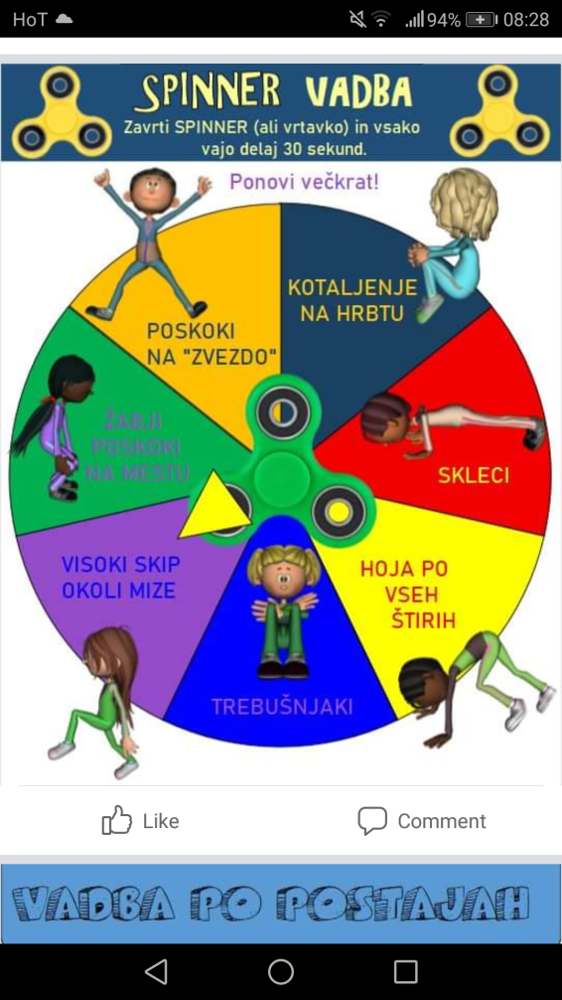 HoT
94%
08:28
SPINNER VADBA
Zavrti SPINNER (ali vrtavko) in vsako
vajo delaj 30 sekund.
Ponovi večkrat!
KOTALJENJE
NA HRBTU
POSKOKI
NA "ZVEZDO"
ŽABJI
POSKOKI
NA MESTU
SKLECI
VISOKI SKIP
OKOLI MIZE
HOJA PO
VSEH
ŠTIRIH
TREBUŠNJAKI
Like
Comment
VADBA PO POSTAJAH